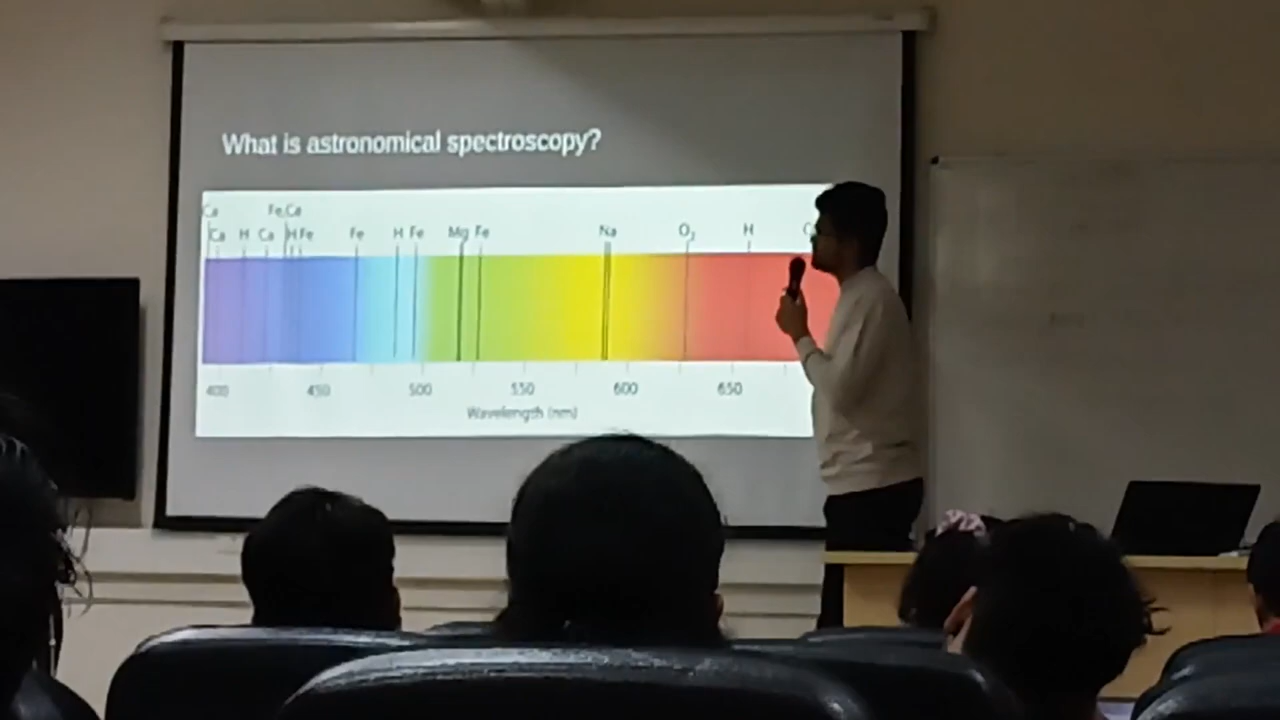 What is astronomical spectroscopy?
Ca Fe,Ca
Ca H Ca H Fe Fe H Fe Mg Fe Na O₂ H
400 450 500 550 600 650
Wavelength (nm)